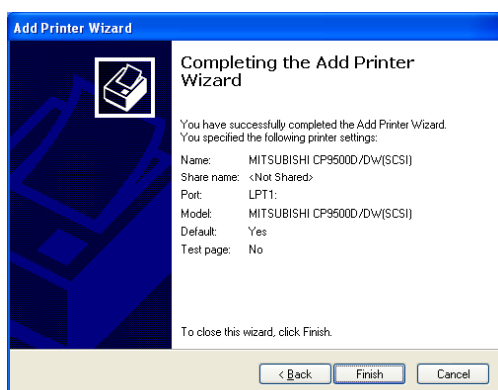 Add Printer Wizard
Completing the Add Printer
Wizard
You have successfully completed the Add Printer Wizard.
You specified the following printer settings:
Name: MITSUBISHI CP9500D/DW(SCSI)
Share name: <Not Shared>
Port: LPT1:
Model: MITSUBISHI CP9500D/DW(SCSI)
Default: Yes
Test page: No
To close this wizard, click Finish.
< Back Finish Cancel